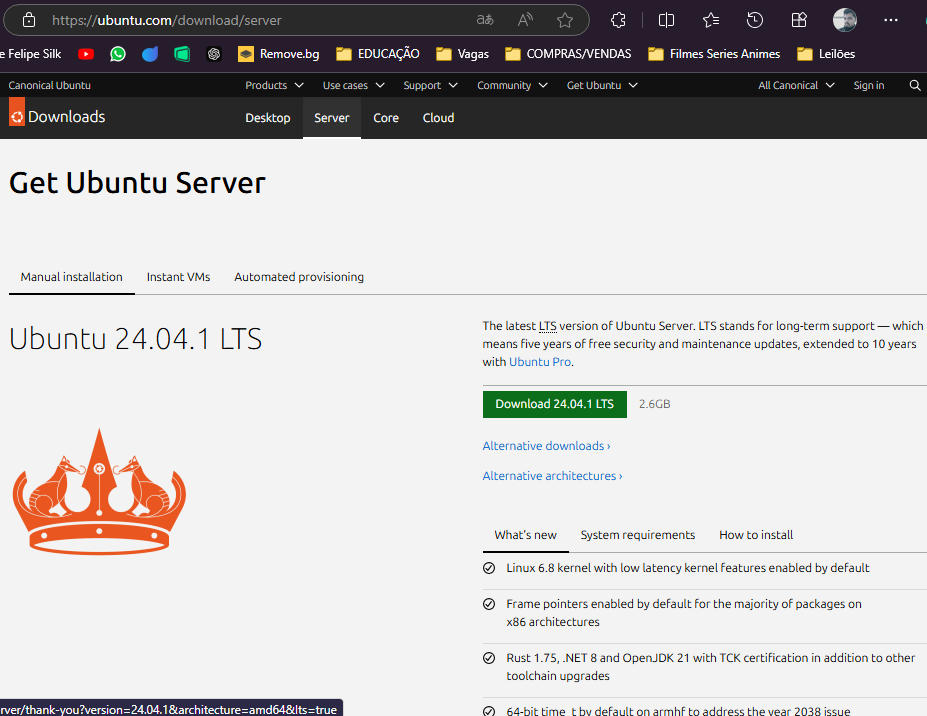 https://ubuntu.com/download/server
e Felipe Silk
Remove.bg
EDUCAÇÃO
Vagas
COMPRAS/VENDAS
Filmes Series Animes
Leilões
Canonical Ubuntu
Products
Use cases
Support
Community
Get Ubuntu
All Canonical
Sign in
Downloads
Desktop
Server
Core
Cloud
Get Ubuntu Server
Manual installation
Instant VMs
Automated provisioning
Ubuntu 24.04.1 LTS
The latest LTS version of Ubuntu Server. LTS stands for long-term support — which
means five years of free security and maintenance updates, extended to 10 years
with Ubuntu Pro.
Download 24.04.1 LTS
2.6GB
Alternative downloads ›
Alternative architectures ›
What's new
System requirements
How to install
Linux 6.8 kernel with low latency kernel features enabled by default
Frame pointers enabled by default for the majority of packages on
x86 architectures
Rust 1.75, .NET 8 and OpenJDK 21 with TCK certification in addition to other
toolchain upgrades
64-bit time_t by default on armhf to address the year 2038 issue
rver/thank-you?version=24.04.1&architecture=amd64&lts=true